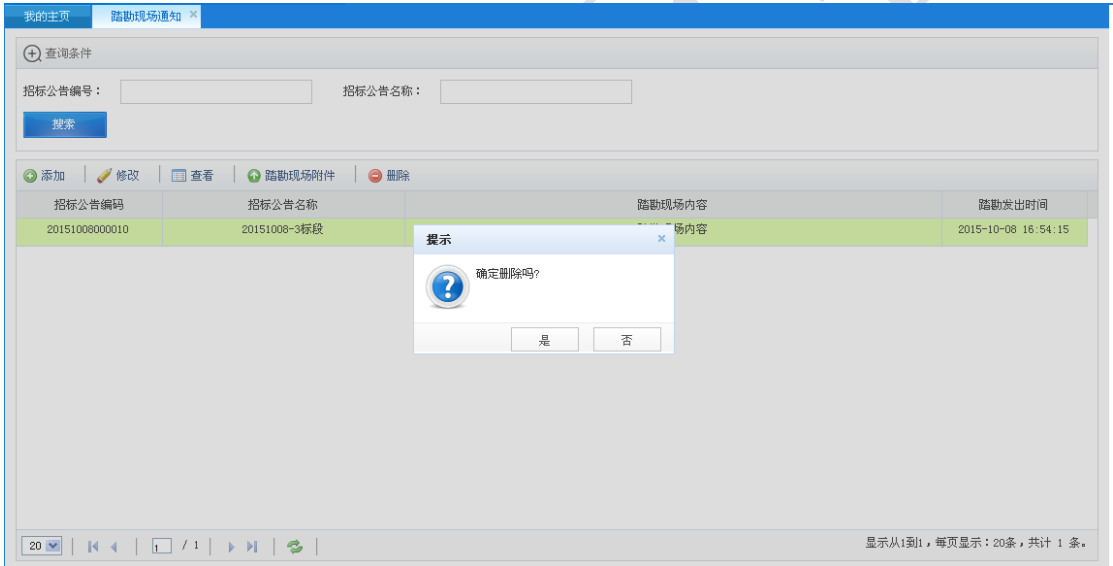 我的主页 踏勘现场通知 ×
查询条件
招标公告编号： 招标公告名称：
搜索
添加 修改 查看 踏勘现场附件 删除
招标公告编码 招标公告名称 踏勘现场内容 踏勘发出时间
20151008000010 20151008-3标段 场内容 2015-10-08 16:54:15
提示 ×
确定删除吗?
是 否
20 1 / 1 显示从1到1，每页显示：20条，共计 1 条。